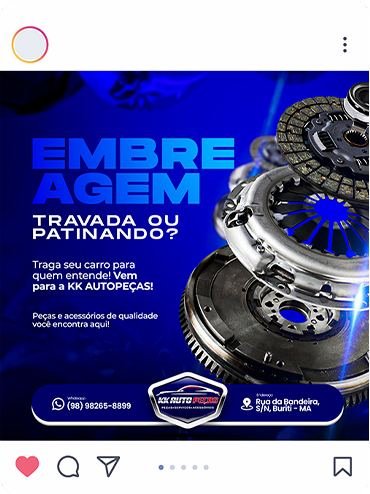 EMBRE
AGEM
TRAVADA OU
PATINANDO?
Traga seu carro para
quem entende! Vem
para a KK AUTOPEÇAS!
Peças e acessórios de qualidade
você encontra aqui!
Whatsapp
(98) 98265-8899
KK AUTO PEÇAS
Endereço
Rua da Bandeira,
S/N, Buriti - MA